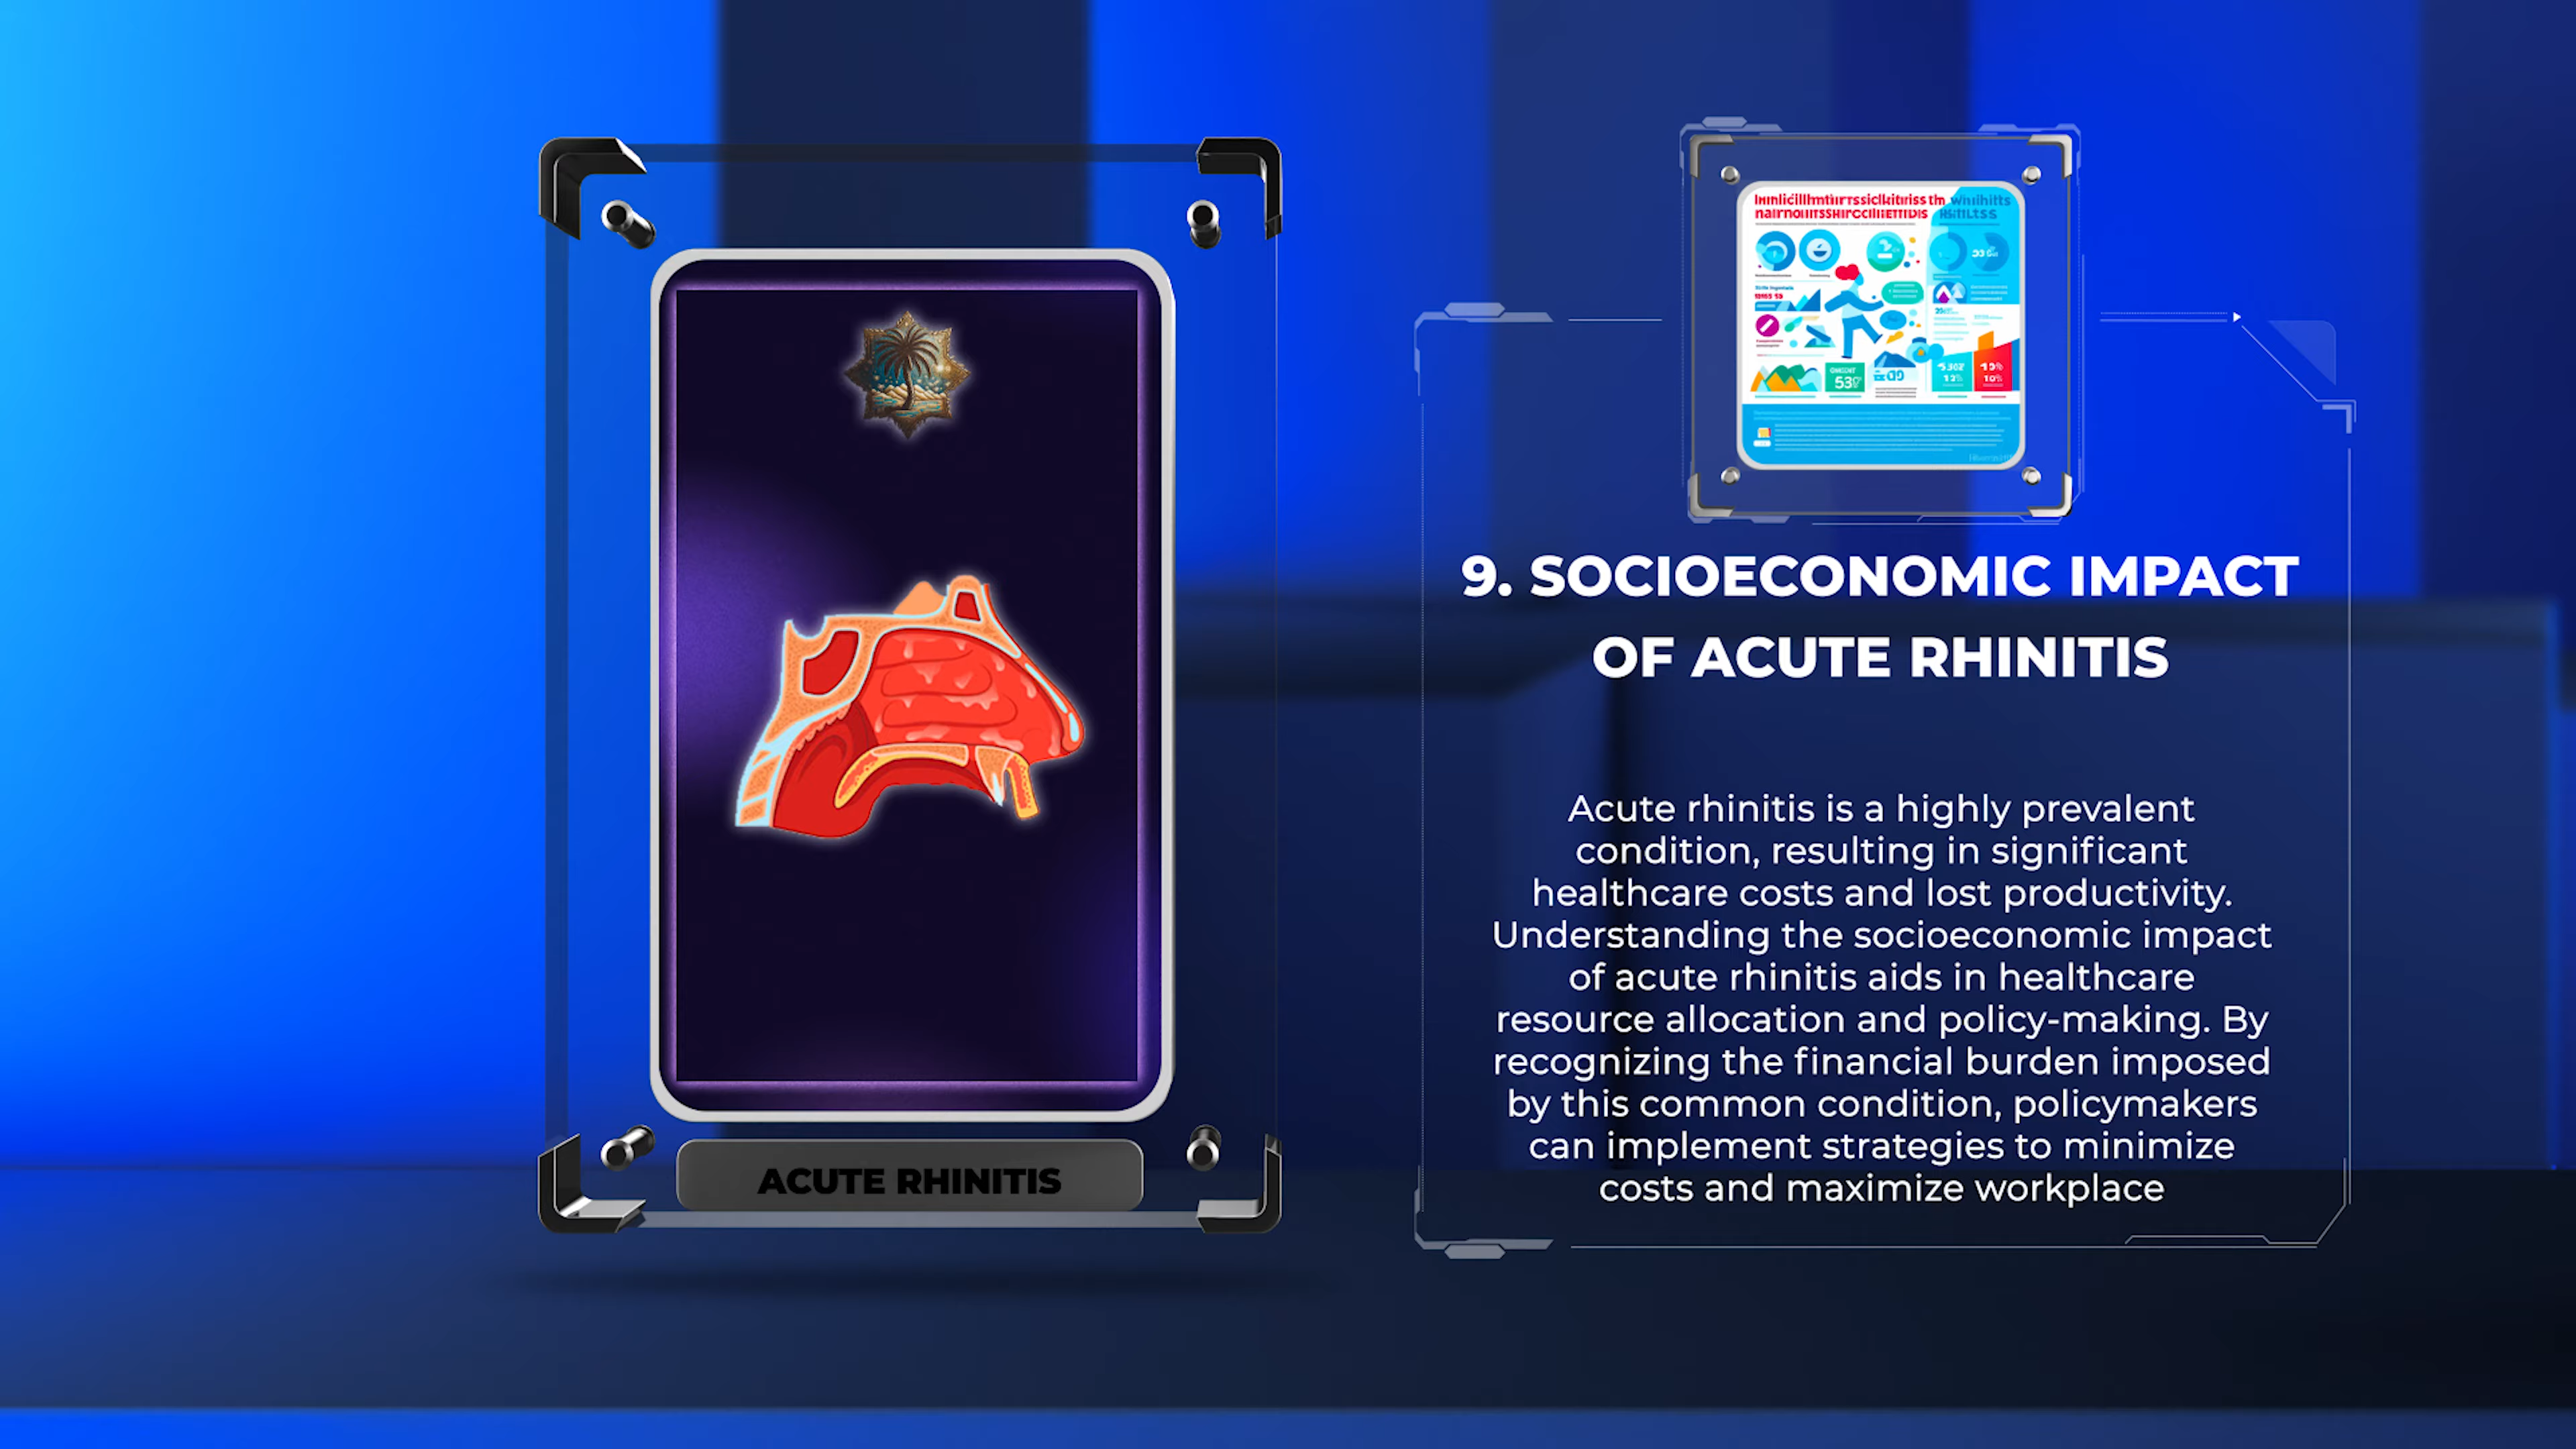 9. SOCIOECONOMIC IMPACT
OF ACUTE RHINITIS
Acute rhinitis is a highly prevalent
condition, resulting in significant
healthcare costs and lost productivity.
Understanding the socioeconomic impact
of acute rhinitis aids in healthcare
resource allocation and policy-making. By
recognizing the financial burden imposed
by this common condition, policymakers
can implement strategies to minimize
costs and maximize workplace
ACUTE RHINITIS